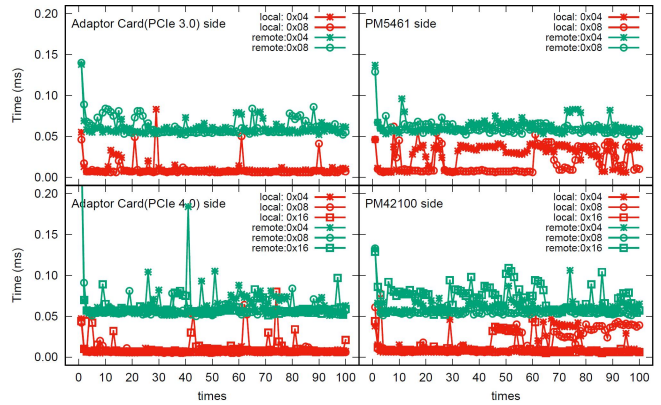 Adaptor Card(PCIe 3.0) side
local: 0x04
local: 0x08
remote:0x04
remote:0x08
PM5461 side
local: 0x04
local: 0x08
remote:0x04
remote:0x08
Time (ms)
0.20
0.15
0.10
0.05
0.00
Adaptor Card(PCIe 4.0) side
local: 0x04
local: 0x08
local: 0x16
remote:0x04
remote:0x08
remote:0x16
PM42100 side
local: 0x04
local: 0x08
local: 0x16
remote:0x04
remote:0x08
remote:0x16
Time (ms)
0.20
0.15
0.10
0.05
0.00
0 10 20 30 40 50 60 70 80 90 100
0 10 20 30 40 50 60 70 80 90 100
times
times